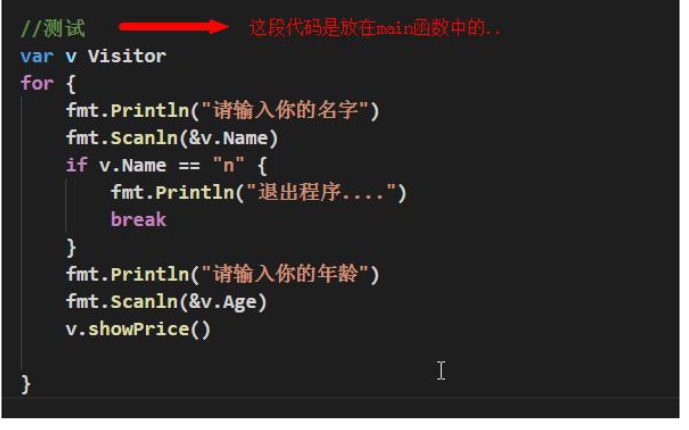 //测试 这段代码是放在main函数中的..
var v Visitor
for {
    fmt.Println("请输入你的名字")
    fmt.Scanln(&v.Name)
    if v.Name == "n" {
        fmt.Println("退出程序....")
        break
    }
    fmt.Println("请输入你的年龄")
    fmt.Scanln(&v.Age)
    v.showPrice()
}